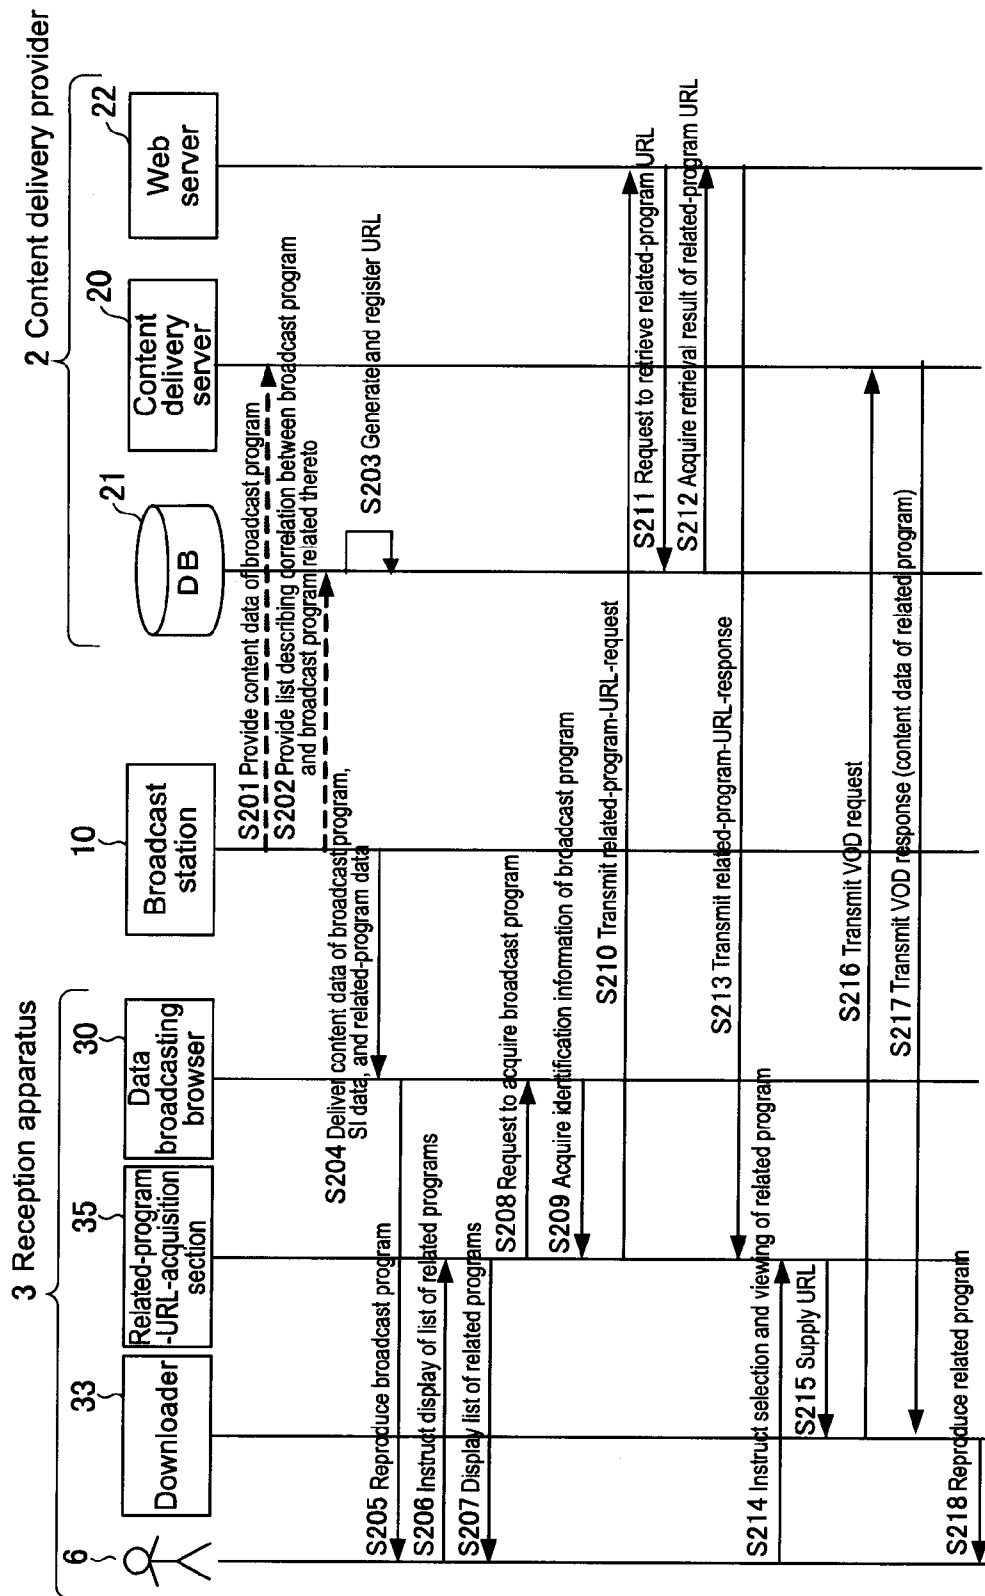 3 Reception apparatus
2 Content delivery provider
6
33
Downloader
35
Related-program
-URL-acquisition
section
30
Data
broadcasting
browser
10
Broadcast
station
21
DB
20
Content
delivery
server
22
Web
server
S201 Provide content data of broadcast program
S202 Provide list describing correlation between broadcast program
and broadcast program related thereto
S203 Generate and register URL
S204 Deliver content data of broadcast program,
SI data, and related-program data
S205 Reproduce broadcast program
S206 Instruct display of list of related programs
S207 Display list of related programs
S208 Request to acquire broadcast program
S209 Acquire identification information of broadcast program
S210 Transmit related-program-URL-request
S211 Request to retrieve related-program URL
S212 Acquire retrieval result of related-program URL
S213 Transmit related-program-URL-response
S214 Instruct selection and viewing of related program
S215 Supply URL
S216 Transmit VOD request
S217 Transmit VOD response (content data of related program)
S218 Reproduce related program